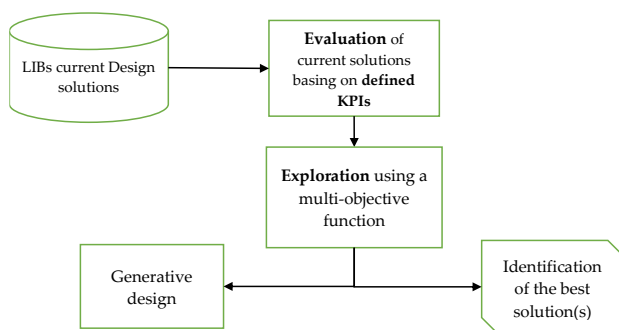 LIBs current Design
solutions
Evaluation of
current solutions
basing on defined
KPIs
Exploration using a
multi-objective
function
Generative
design
Identification
of the best
solution(s)